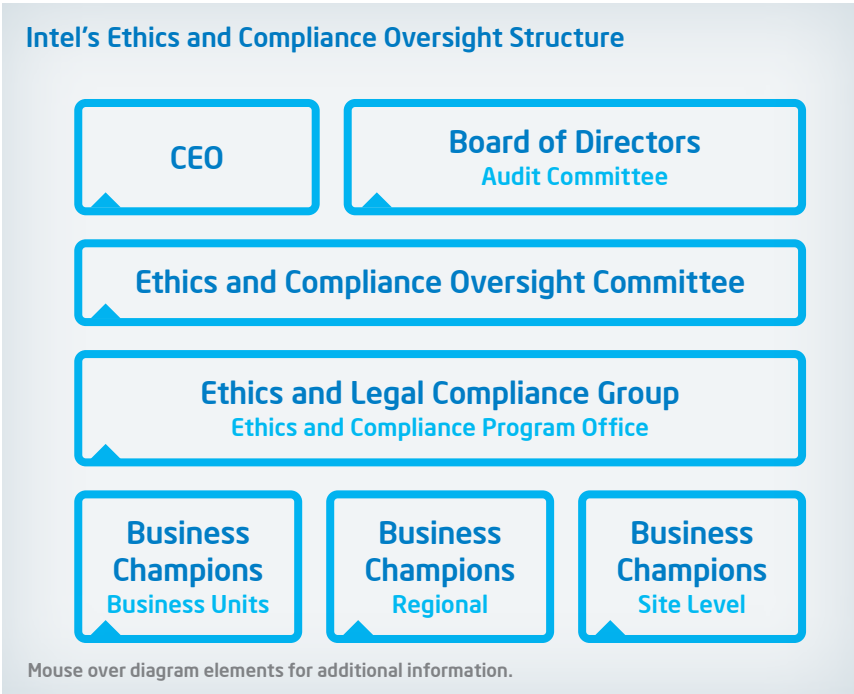 Intel's Ethics and Compliance Oversight Structure
CEO
Board of Directors
Audit Committee
Ethics and Compliance Oversight Committee
Ethics and Legal Compliance Group
Ethics and Compliance Program Office
Business
Champions
Business Units
Business
Champions
Regional
Business
Champions
Site Level
Mouse over diagram elements for additional information.